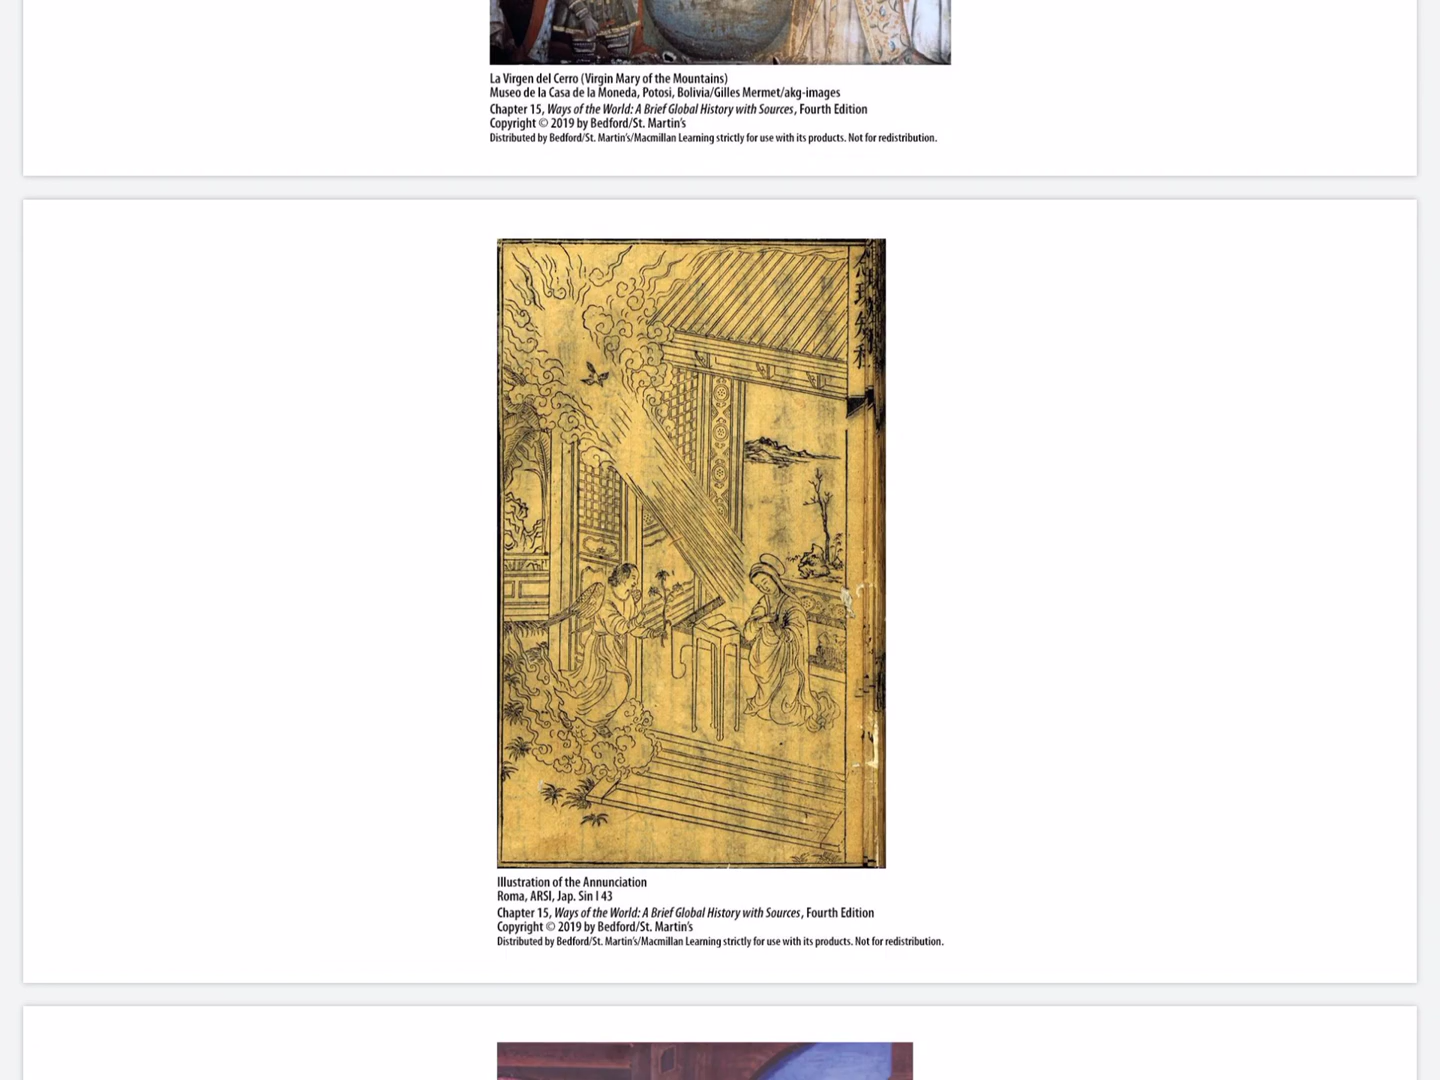 La Virgen del Cerro (Virgin Mary of the Mountains)
Museo de la Casa de la Moneda, Potosi, Bolivia/Gilles Mermet/akg-images
Chapter 15, Ways of the World: A Brief Global History with Sources, Fourth Edition
Copyright © 2019 by Bedford/St. Martin's
Distributed by Bedford/St. Martin's/Macmillan Learning strictly for use with its products. Not for redistribution.
Illustration of the Annunciation
Roma, ARSI, Jap. Sin I 43
Chapter 15, Ways of the World: A Brief Global History with Sources, Fourth Edition
Copyright © 2019 by Bedford/St. Martin's
Distributed by Bedford/St. Martin's/Macmillan Learning strictly for use with its products. Not for redistribution.